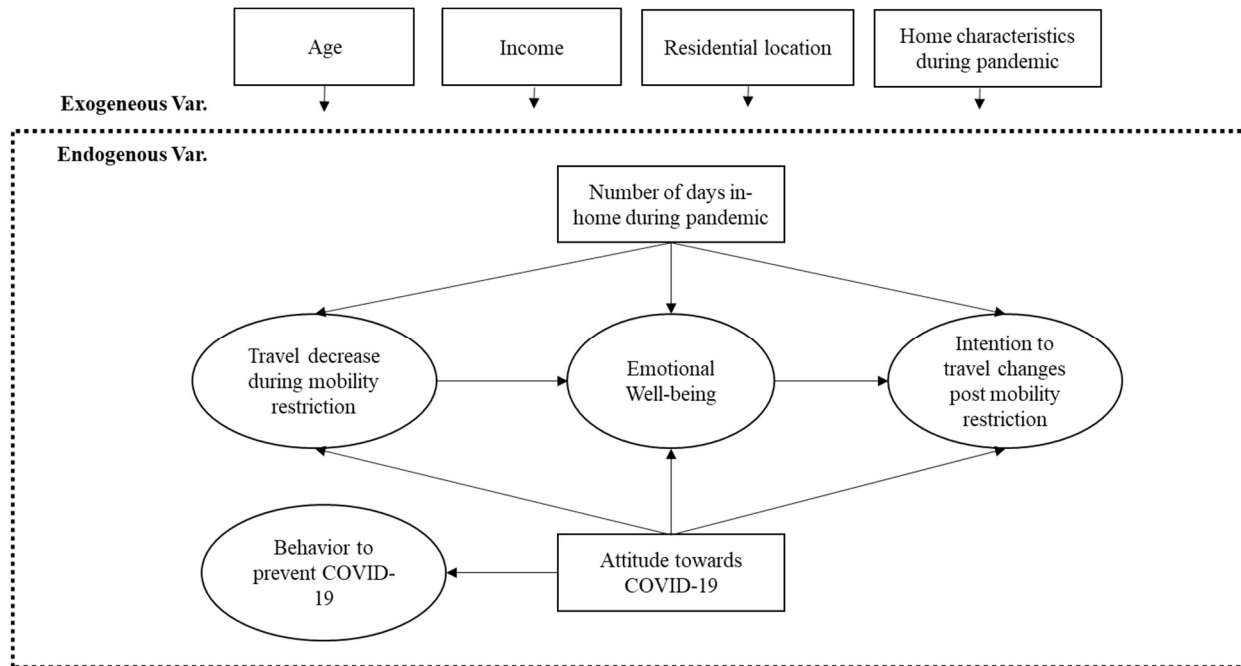 Age
Income
Residential location
Home characteristics
during pandemic
Exogeneous Var.
Endogenous Var.
Number of days in-
home during pandemic
Travel decrease
during mobility
restriction
Emotional
Well-being
Intention to
travel changes
post mobility
restriction
Behavior to
prevent COVID-
19
Attitude towards
COVID-19